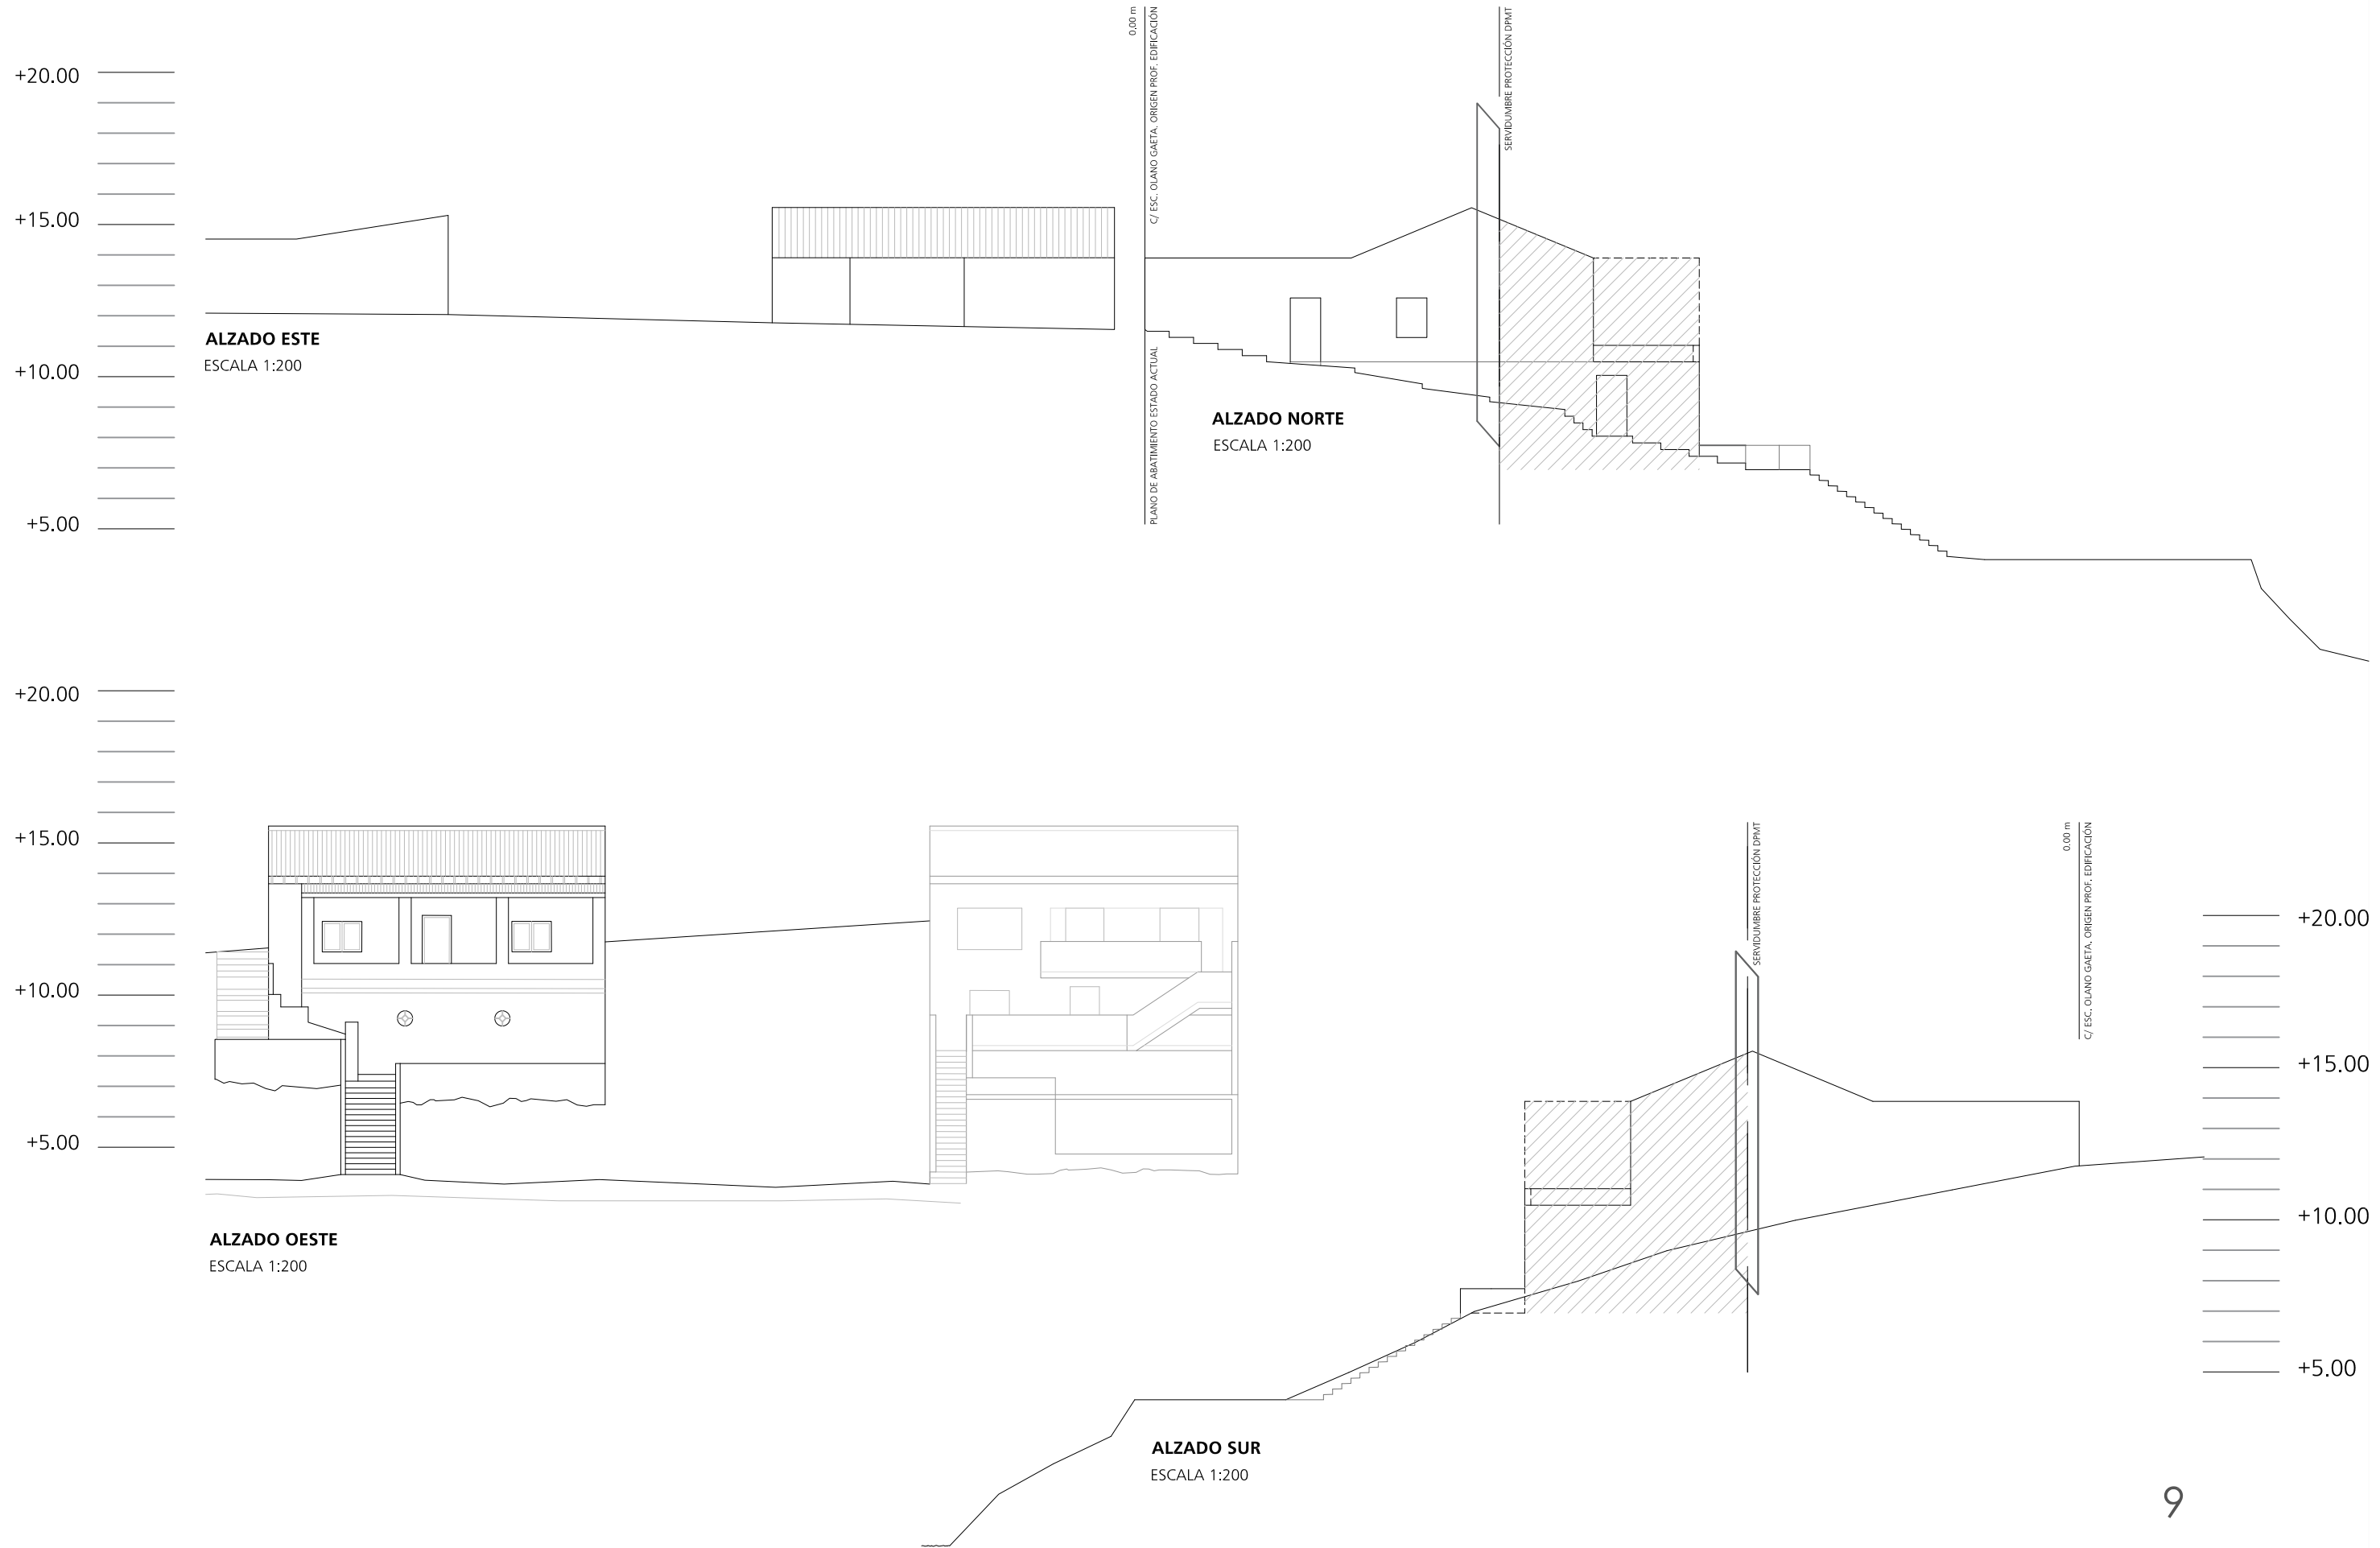 +20.00
+15.00
+10.00
+5.00
ALZADO ESTE
ESCALA 1:200
0,00 m
C/ ESC. OLANO GAETA. ORIGEN PROF. EDIFICACIÓN
PLANO DE ABATIMIENTO ESTADO ACTUAL
SERVIDUMBRE PROTECCIÓN DPMT
ALZADO NORTE
ESCALA 1:200
+20.00
+15.00
+10.00
+5.00
ALZADO OESTE
ESCALA 1:200
SERVIDUMBRE PROTECCIÓN DPMT
0.00 m
C/ ESC. OLANO GAETA. ORIGEN PROF. EDIFICACIÓN
+20.00
+15.00
+10.00
+5.00
ALZADO SUR
ESCALA 1:200
9